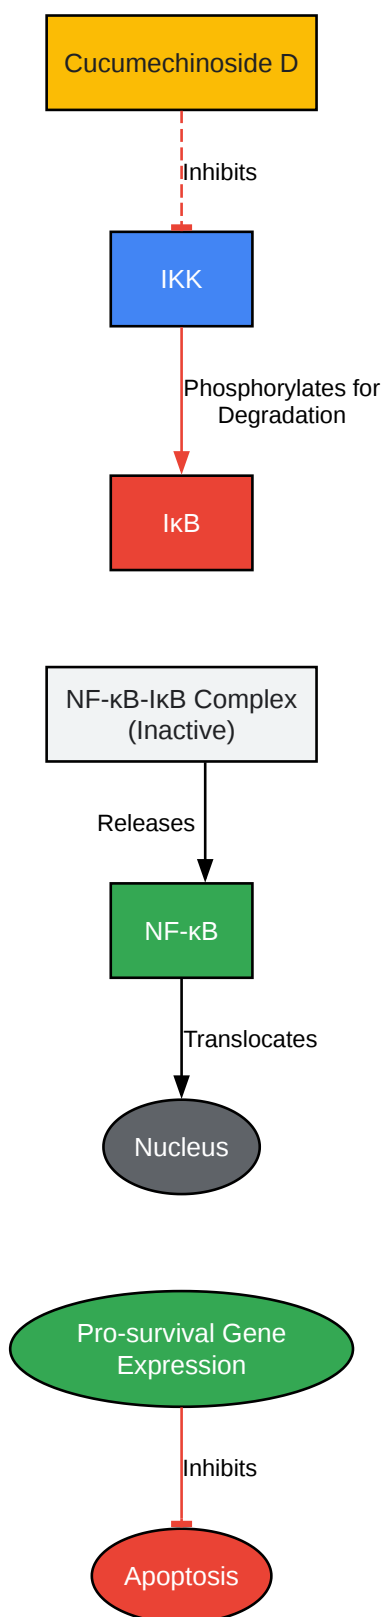 Cucumechinoside D
Inhibits
IKK
Phosphorylates for
Degradation
IκB
NF-κB-IκB Complex
(Inactive)
Releases
NF-κB
Translocates
Nucleus
Pro-survival Gene
Expression
Inhibits
Apoptosis